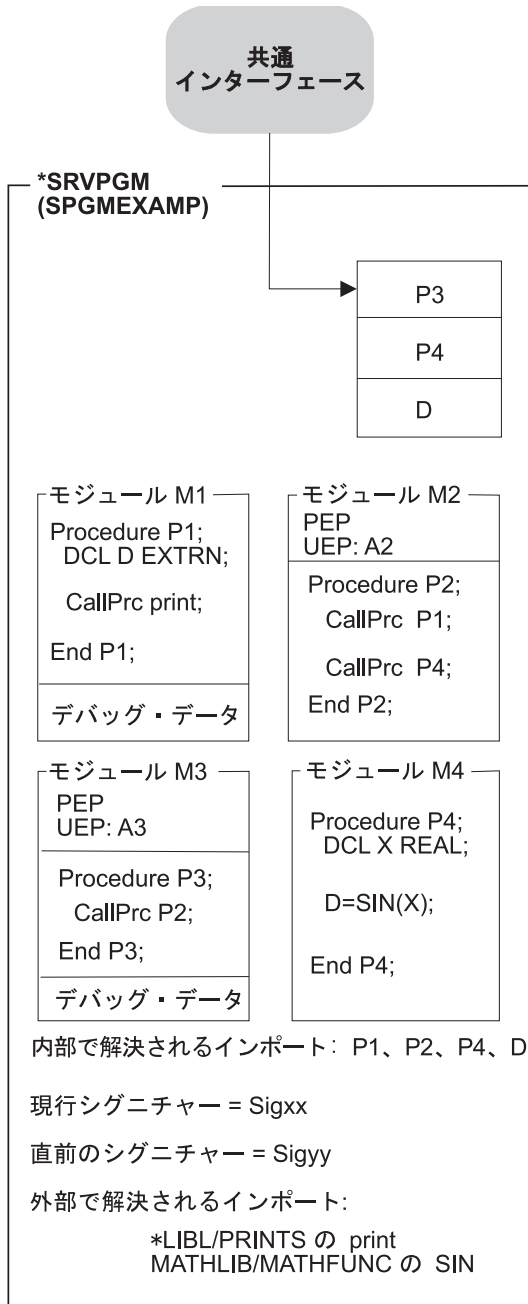 共通
インターフェース
*SRVPGM
(SPGMEXAMP)
P3
P4
D
モジュール M1
Procedure P1;
DCL D EXTRN;
CallPrc print;
End P1;
デバッグ・データ
モジュール M2
PEP
UEP: A2
Procedure P2;
CallPrc P1;
CallPrc P4;
End P2;
モジュール M3
PEP
UEP: A3
Procedure P3;
CallPrc P2;
End P3;
デバッグ・データ
モジュール M4
Procedure P4;
DCL X REAL;
D=SIN(X);
End P4;
内部で解決されるインポート: P1、P2、P4、D
現行シグニチャー = Sigxx
直前のシグニチャー = Sigyy
外部で解決されるインポート:
*LIBL/PRINTS の print
MATHLIB/MATHFUNC の SIN